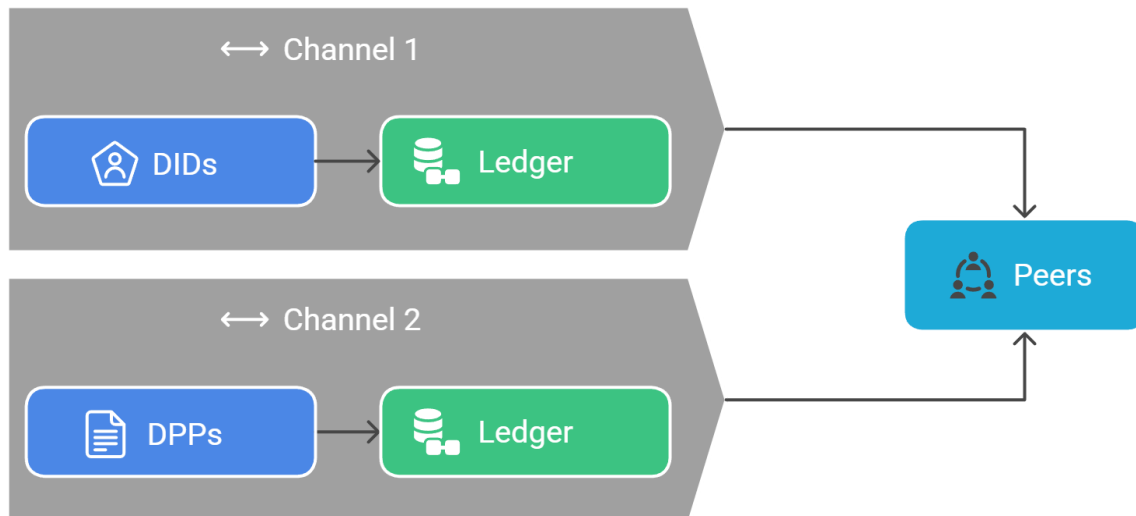 Channel 1
DIDs
Ledger
Peers
Channel 2
DPPs
Ledger